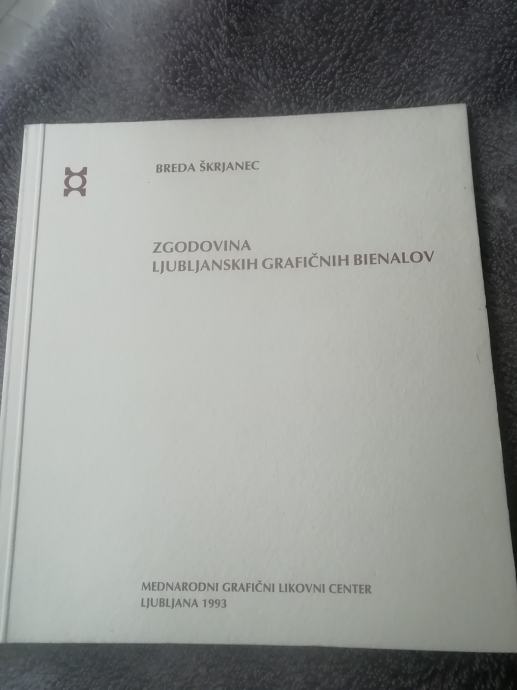 BREDA ŠKRJANEC
ZGODOVINA
LJUBLJANSKIH GRAFIČNIH BIENALOV
MEDNARODNI GRAFIČNI LIKOVNI CENTER
LJUBLJANA 1993